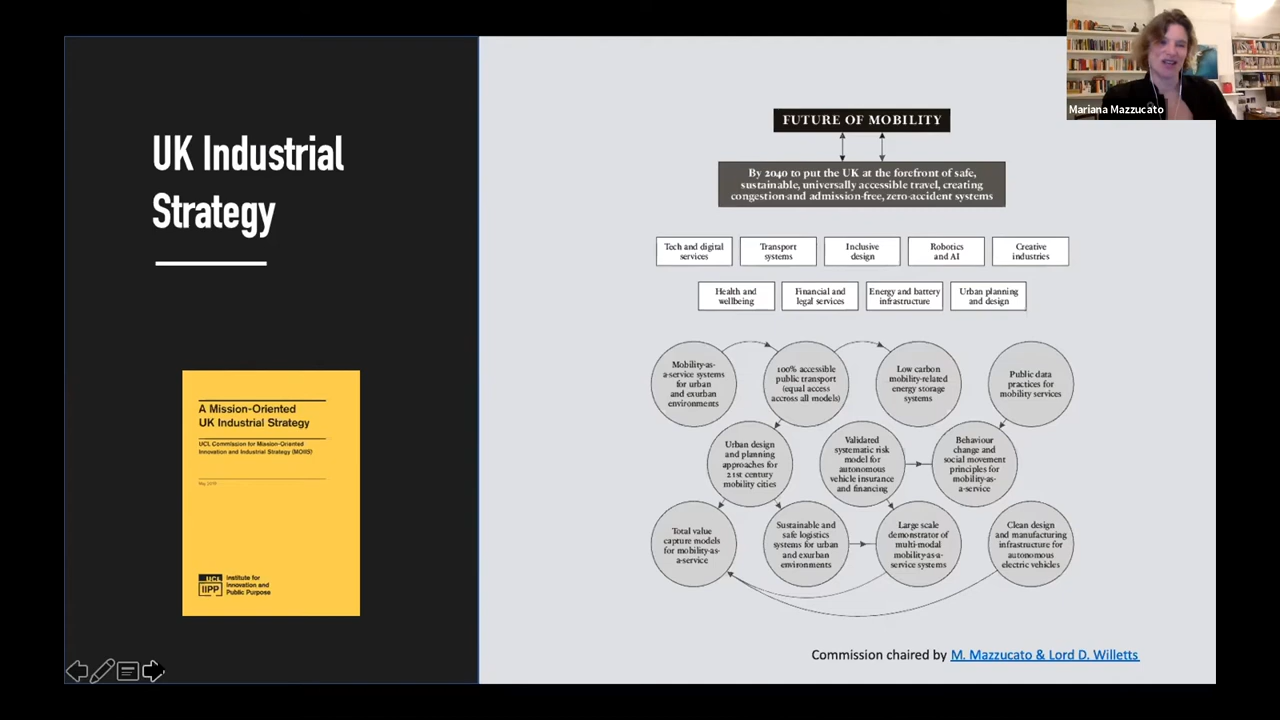 Mariana Mazzucato
UK Industrial
Strategy
A Mission-Oriented
UK Industrial Strategy
UCL Commission for Mission-Oriented
Innovation and Industrial Strategy (MOIIS)
May 2019
UCL
IIPP
Institute for
Innovation and
Public Purpose
FUTURE OF MOBILITY
By 2040 to put the UK at the forefront of safe,
sustainable, universally accessible travel, creating
congestion-and admission-free, zero-accident systems
Tech and digital
services
Transport
systems
Inclusive
design
Robotics
and AI
Creative
industries
Health and
wellbeing
Financial and
legal services
Energy and battery
infrastructure
Urban planning
and design
Mobility-as-
a-service systems
for urban
and exurban
environments
100% accessible
public transport
(equal access
accross all models)
Low carbon
mobility-related
energy storage
systems
Public data
practices for
mobility services
Urban design
and planning
approaches for
21st century
mobility cities
Validated
systematic risk
model for
autonomous
vehicle insurance
and financing
Behaviour
change and
social movement
principles for
mobility-as-
a-service
Total value
capture models
for mobility-as-
a-service
Sustainable and
safe logistics
systems for urban
and exurban
environments
Large scale
demonstrator of
multi-modal
mobility-as-a-
service systems
Clean design
and manufacturing
infrastructure for
autonomous
electric vehicles
Commission chaired by M. Mazzucato & Lord D. Willetts